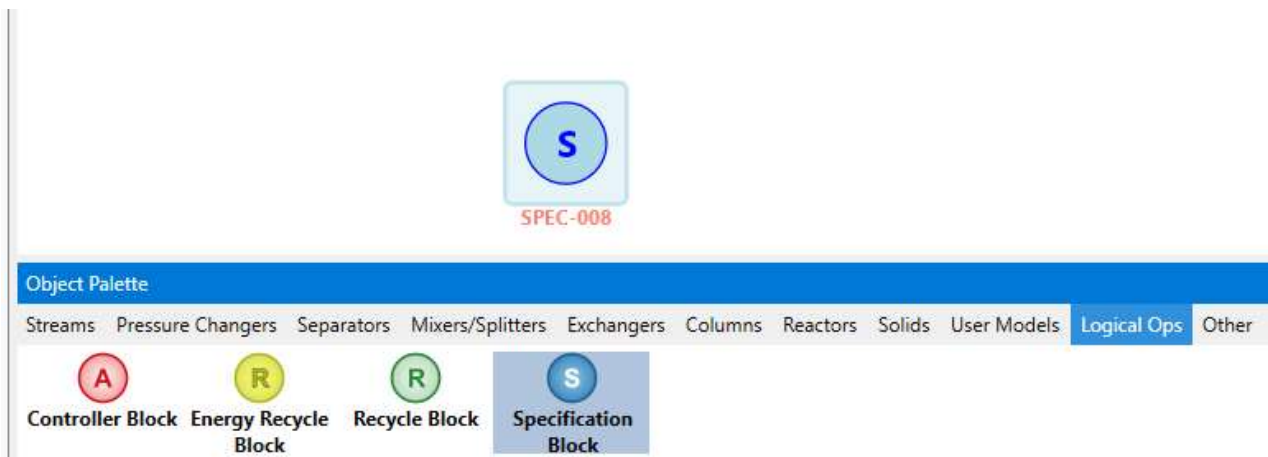 S
SPEC-008
Object Palette
Streams Pressure Changers Separators Mixers/Splitters Exchangers Columns Reactors Solids User Models Logical Ops Other
A R R S
Controller Block Energy Recycle Recycle Block Specification
Block Block